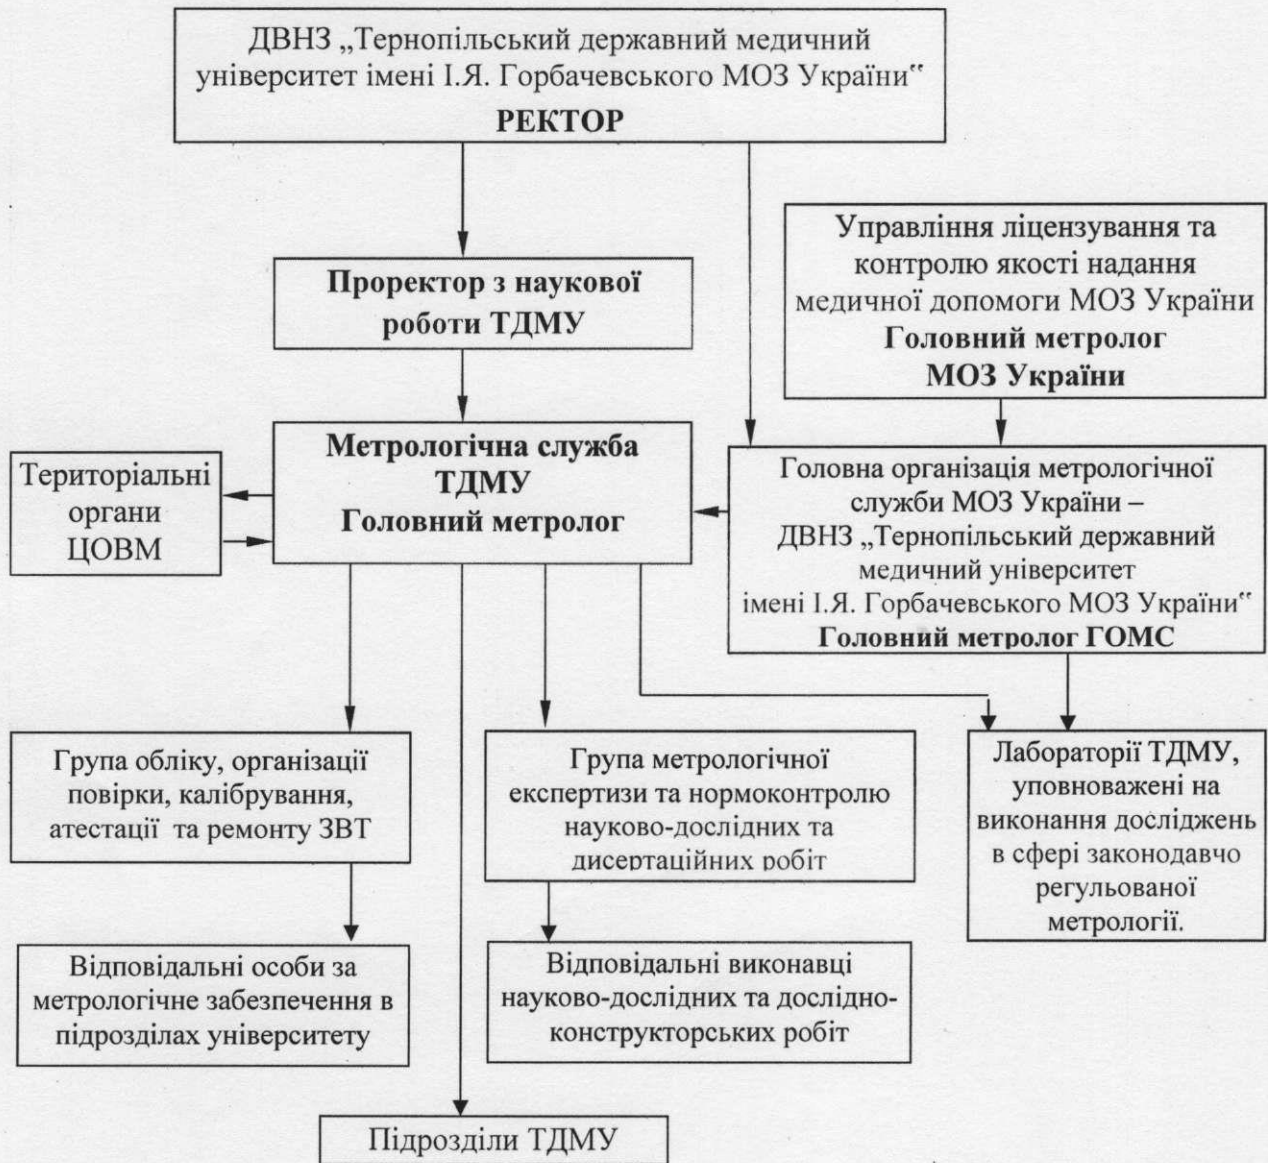 ДВНЗ „Тернопільський державний медичний
університет імені І.Я. Горбачевського МОЗ України“
РЕКТОР
Проректор з наукової
роботи ТДМУ
Управління ліцензування та
контролю якості надання
медичної допомоги МОЗ України
Головний метролог
МОЗ України
Територіальні
органи
ЦОВМ
Метрологічна служба
ТДМУ
Головний метролог
Головна організація метрологічної
служби МОЗ України –
ДВНЗ „Тернопільський державний
медичний університет
імені І.Я. Горбачевського МОЗ України“
Головний метролог ГОМС
Група обліку, організації
повірки, калібрування,
атестації та ремонту ЗВТ
Група метрологічної
експертизи та нормоконтролю
науково-дослідних та
дисертаційних робіт
Лабораторії ТДМУ,
уповноважені на
виконання досліджень
в сфері законодавчо
регульованої
метрології.
Відповідальні особи за
метрологічне забезпечення в
підрозділах університету
Відповідальні виконавці
науково-дослідних та дослідно-
конструкторських робіт
Підрозділи ТДМУ